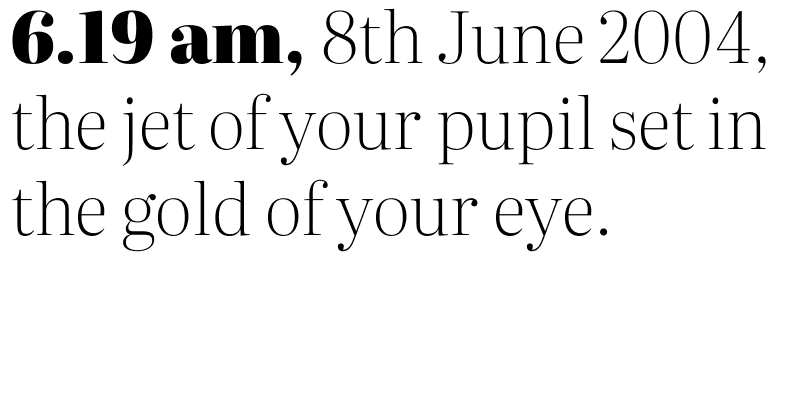 6.19 am, 8th June 2004,
the jet of your pupil set in
the gold of your eye.